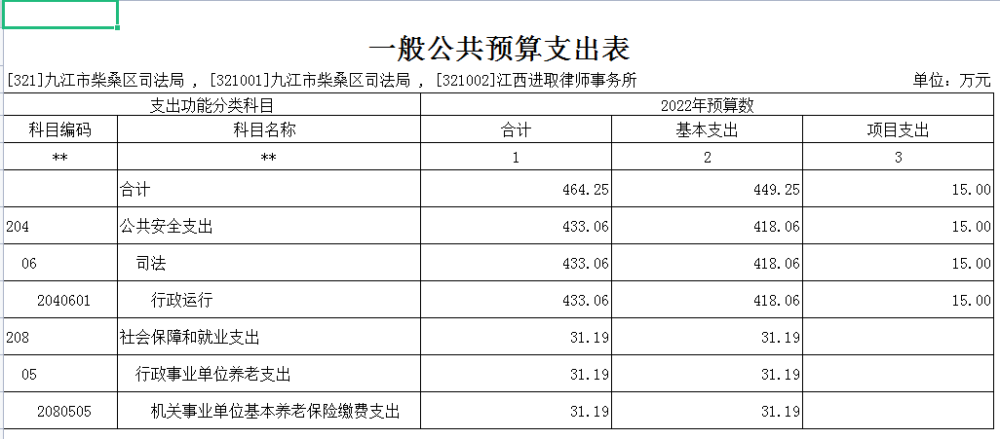 一般公共预算支出表
[321]九江市柴桑区司法局 , [321001]九江市柴桑区司法局 , [321002]江西进取律师事务所 单位：万元
支出功能分类科目 2022年预算数
科目编码 科目名称 合计 基本支出 项目支出
** ** 1 2 3
合计 464.25 449.25 15.00
204 公共安全支出 433.06 418.06 15.00
06 司法 433.06 418.06 15.00
2040601 行政运行 433.06 418.06 15.00
208 社会保障和就业支出 31.19 31.19
05 行政事业单位养老支出 31.19 31.19
2080505 机关事业单位基本养老保险缴费支出 31.19 31.19